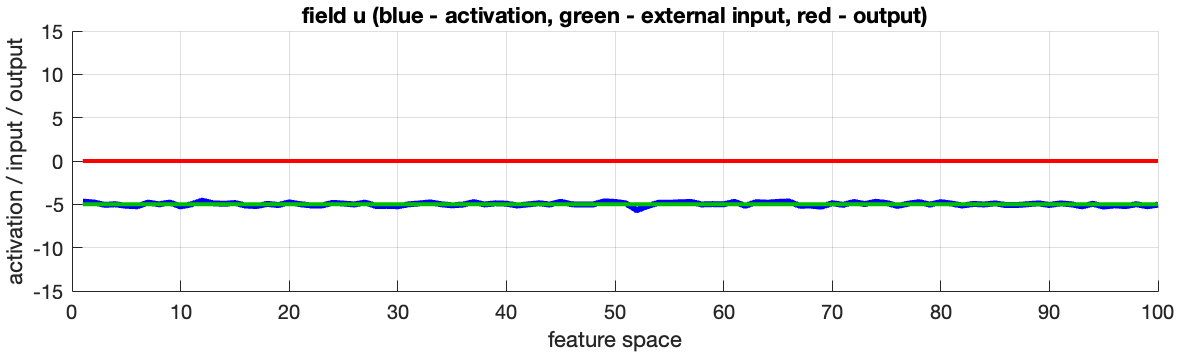 field u (blue - activation, green - external input, red - output)
activation / input / output
15
10
5
0
-5
-10
-15
0 10 20 30 40 50 60 70 80 90 100
feature space